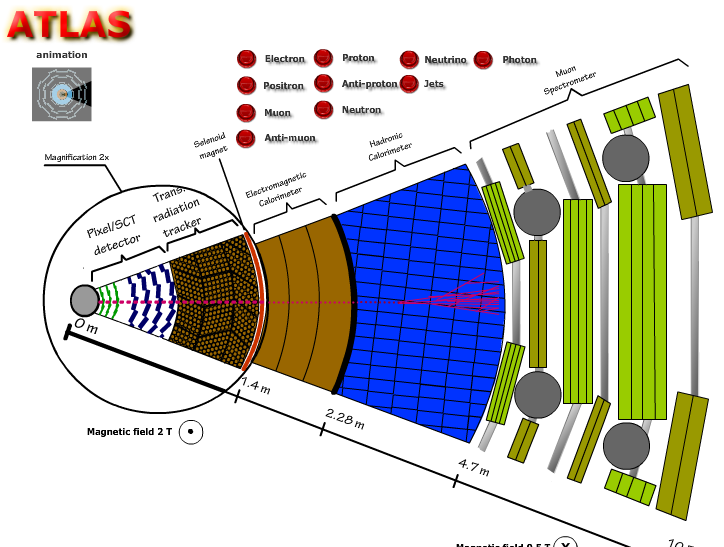 ATLAS
animation
Electron
Proton
Neutrino
Photon
Positron
Anti-proton
Jets
Muon
Neutron
Anti-muon
Muon
Spectrometer
Hadronic
Calorimeter
Selenoid
magnet
Electromagnetic
Calorimeter
Magnification 2x
Trans.
radiation
tracker
Pixel/SCT
detector
0 m
1.4 m
2.28 m
4.7 m
Magnetic field 2 T
X